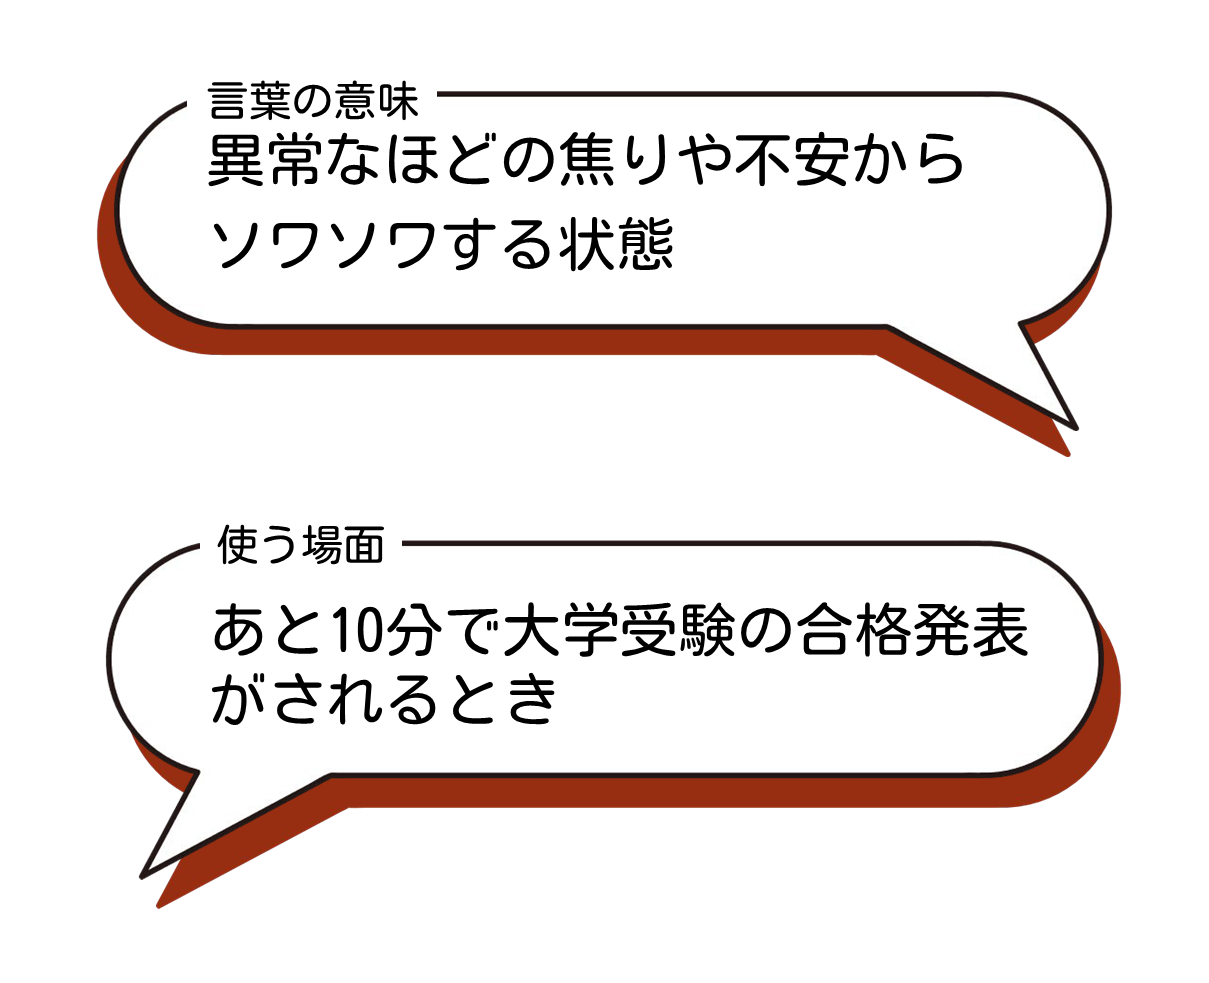 言葉の意味
異常なほどの焦りや不安から
ソワソワする状態
使う場面
あと10分で大学受験の合格発表
がされるとき